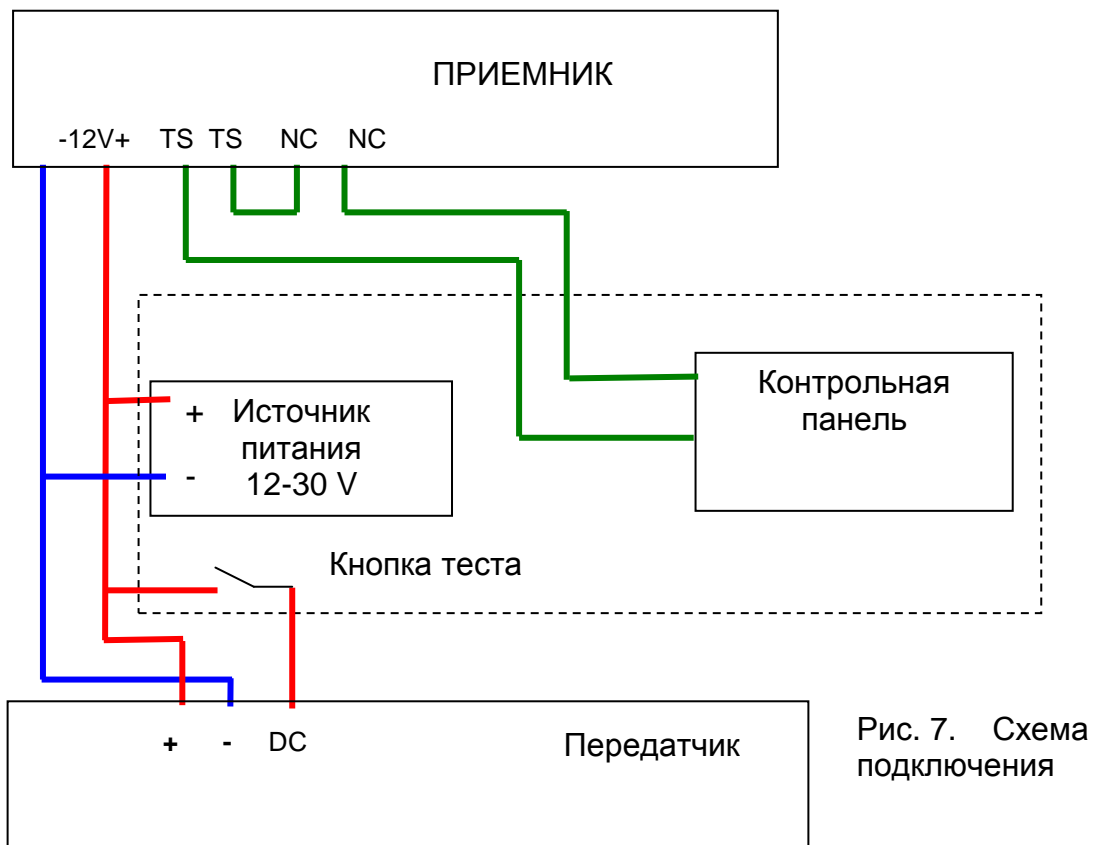 ПРИЕМНИК
-12V+ TS TS NC NC
+ Источник
питания
- 12-30 V
Контрольная
панель
Кнопка теста
+ - DC Передатчик
Рис. 7. Схема
подключения